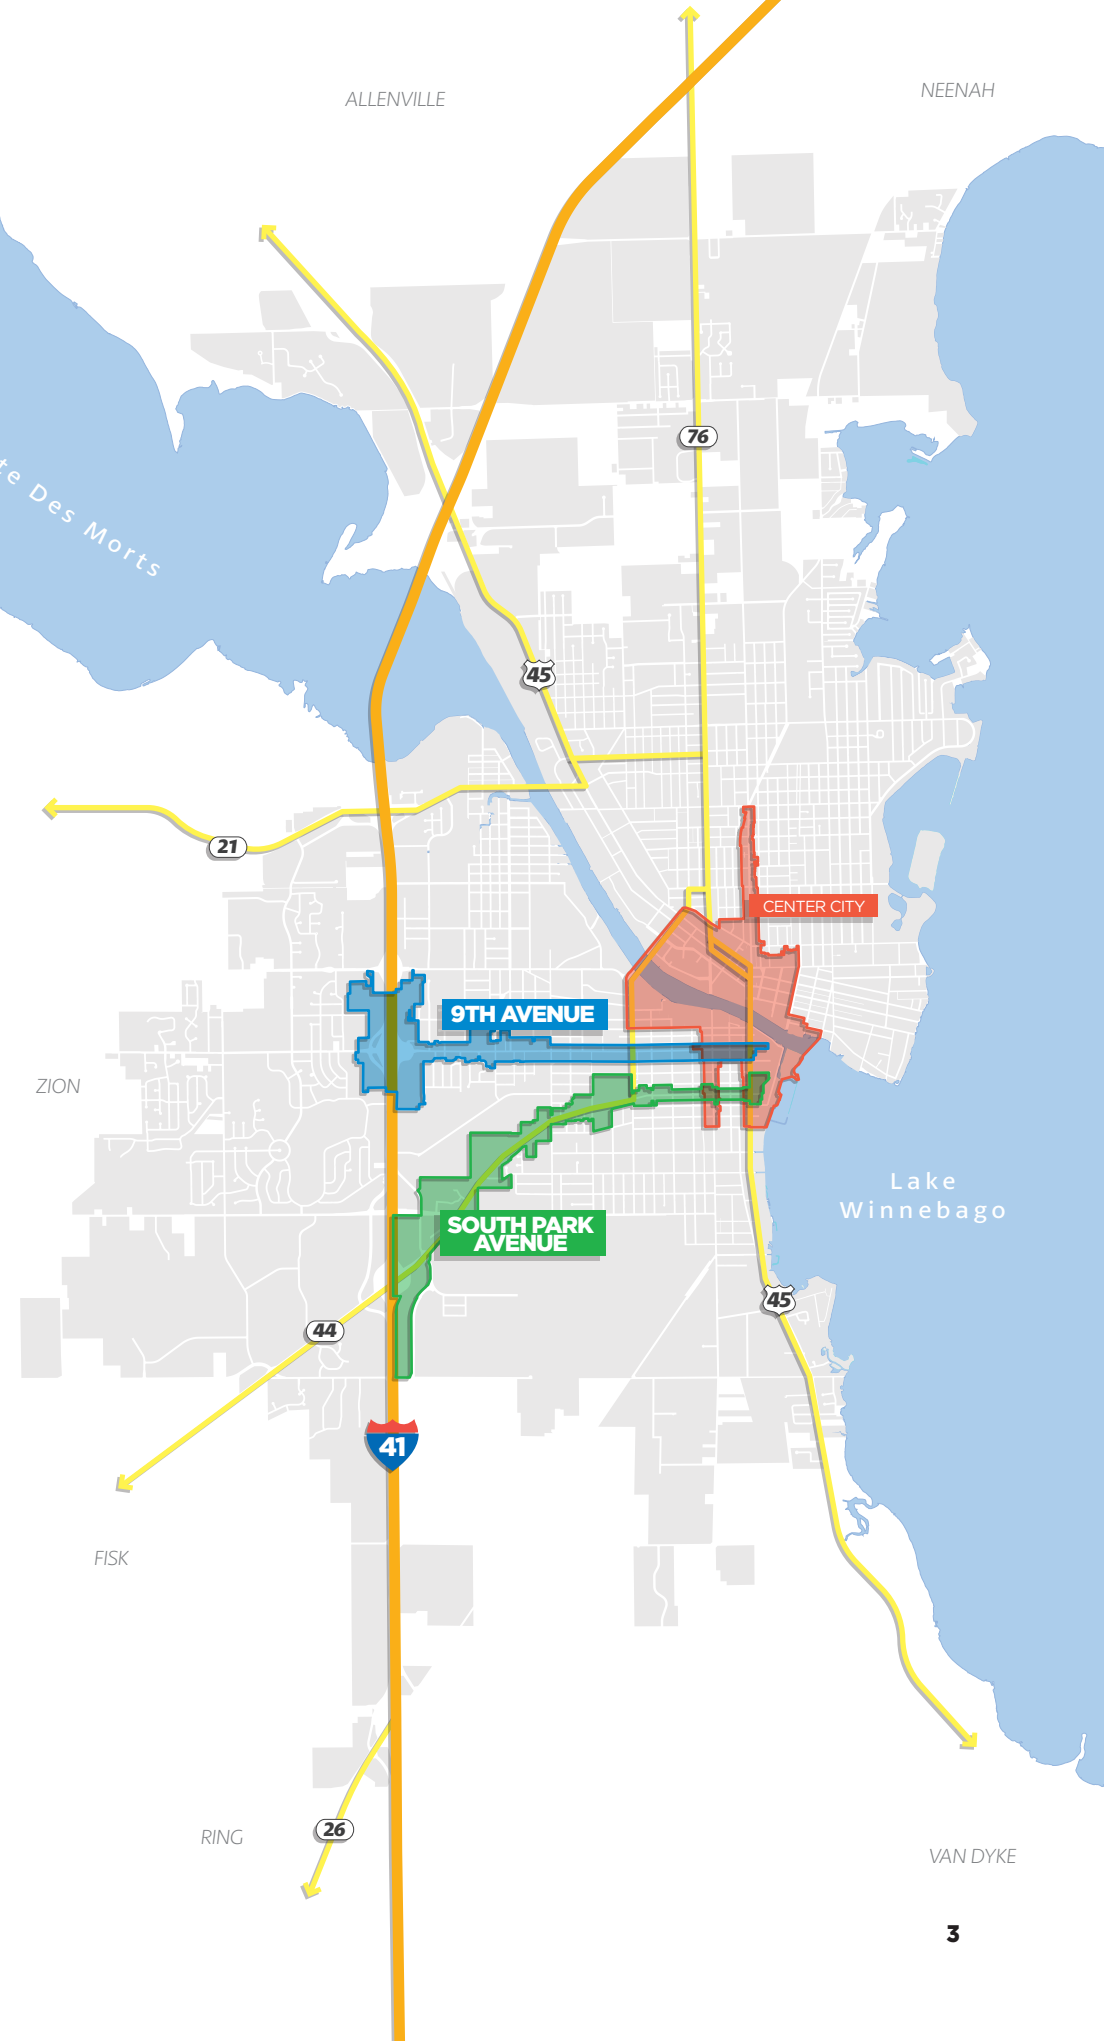 NEENAH
ALLENVILLE
76
te Des Morts
45
21
CENTER CITY
9TH AVENUE
ZION
Lake
Winnebago
SOUTH PARK
AVENUE
45
44
41
FISK
26
RING
VAN DYKE
3